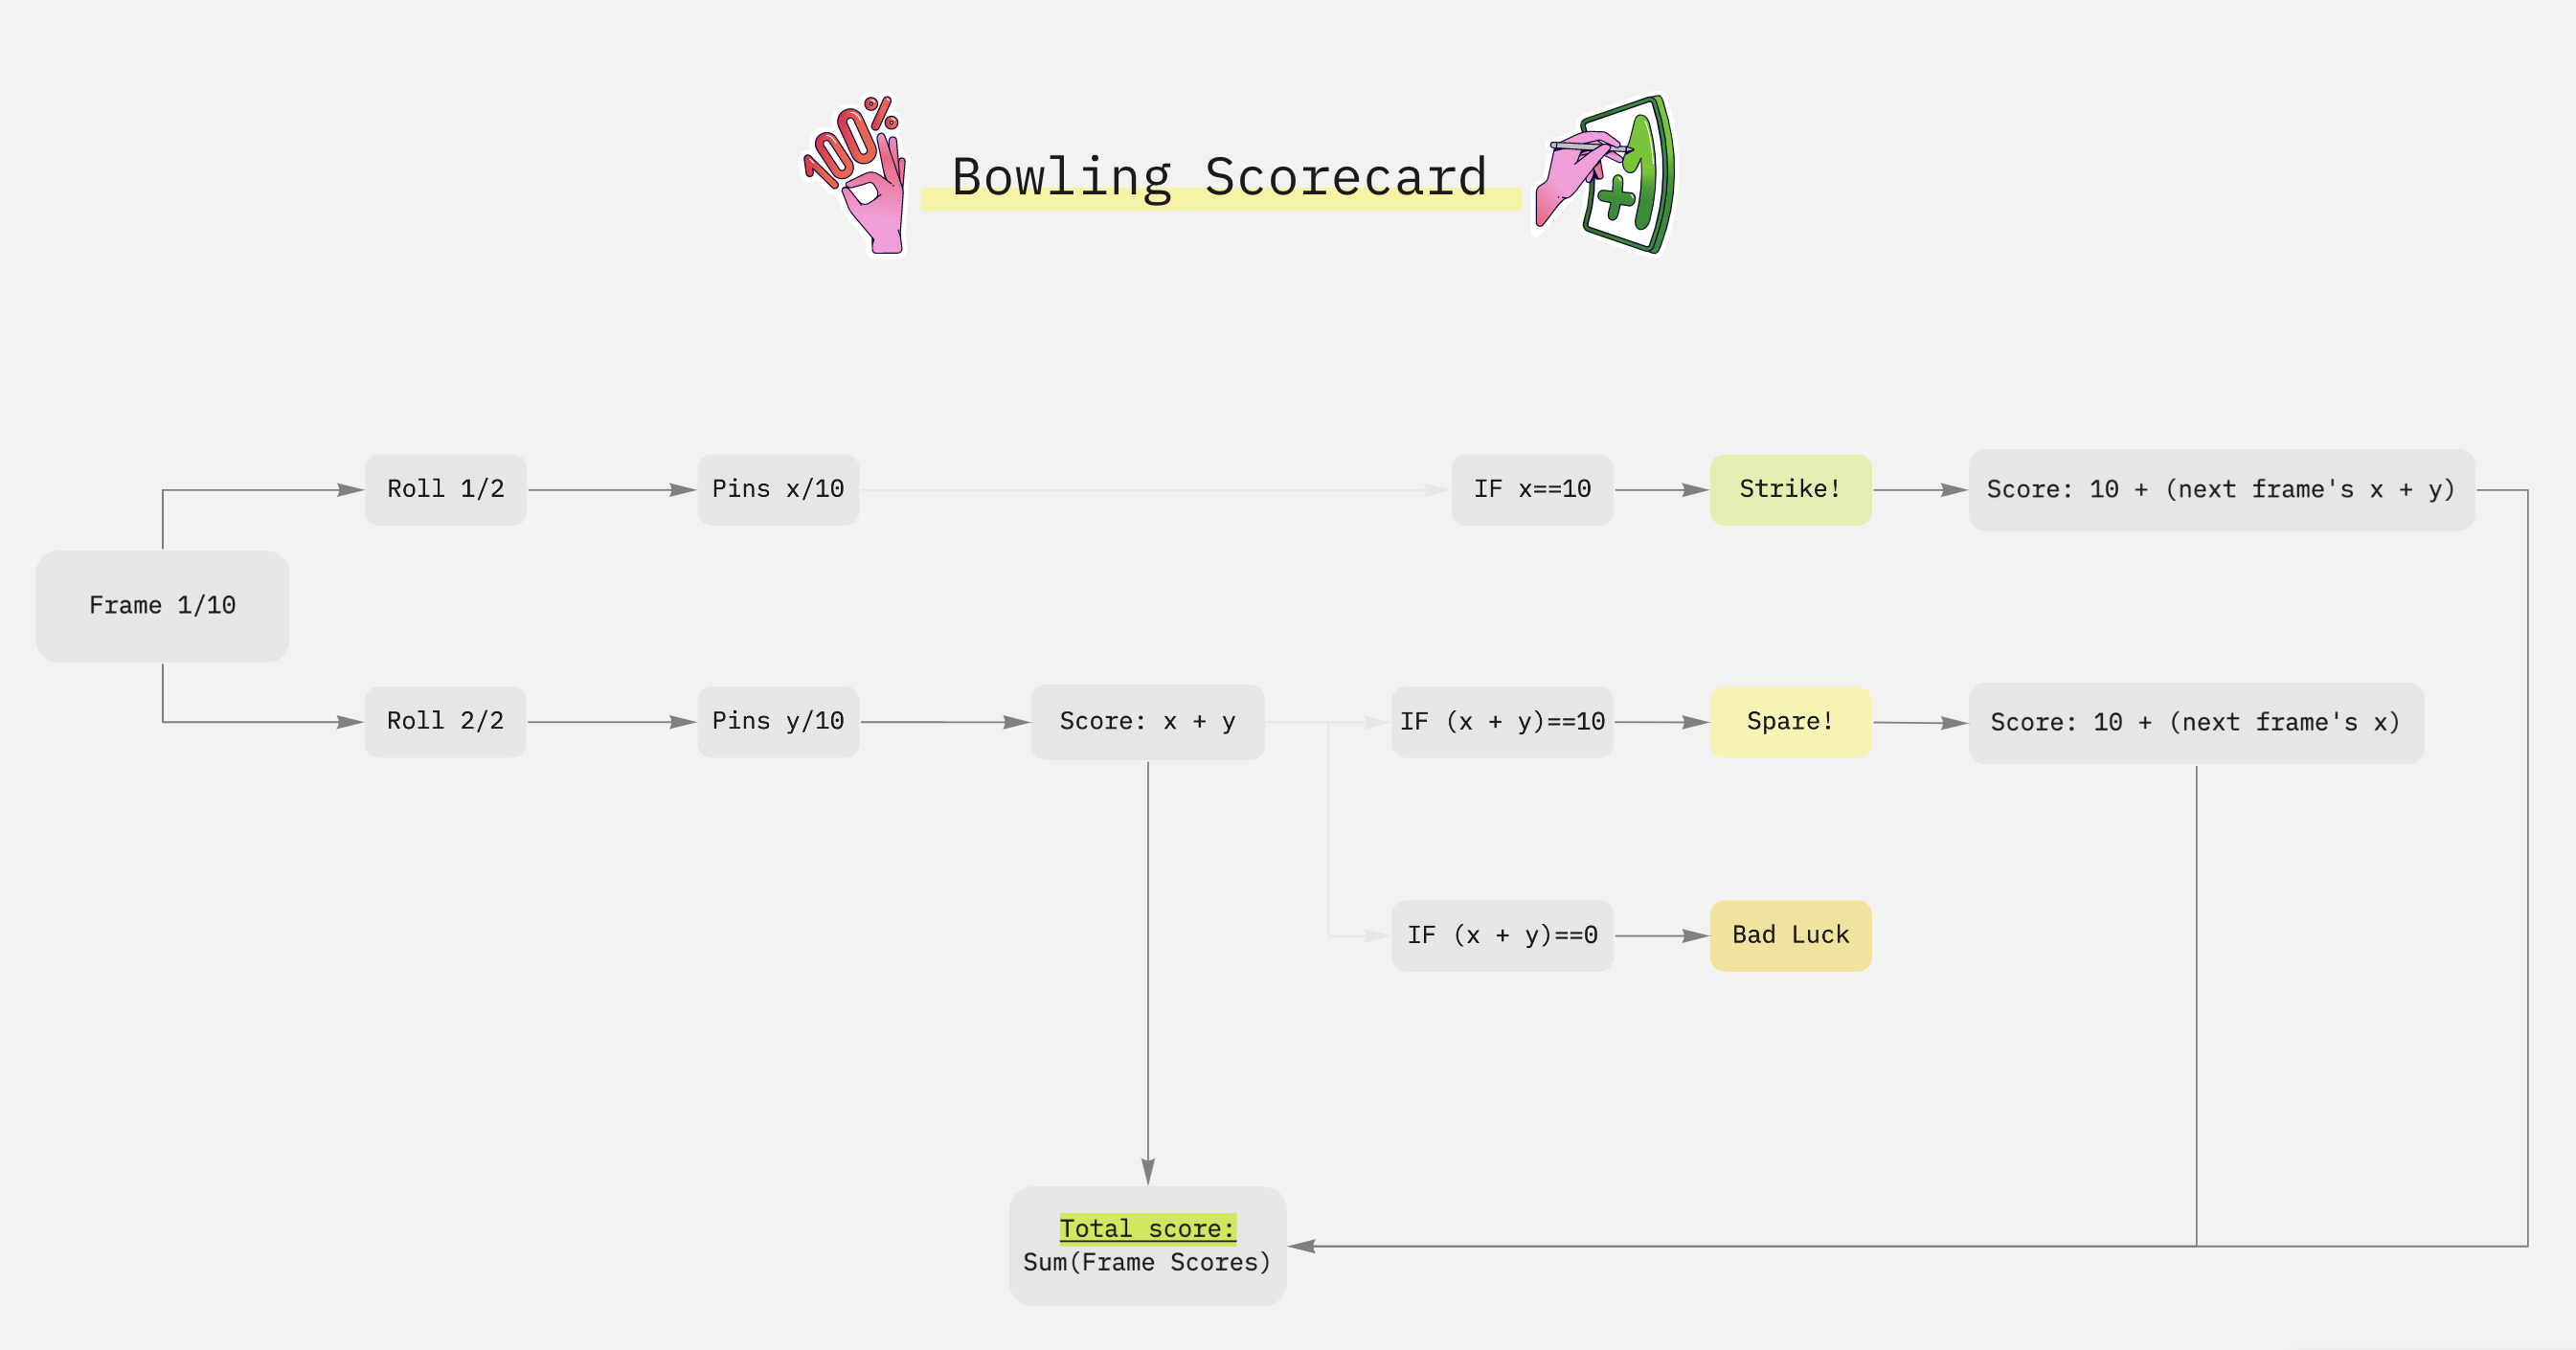 100%
Bowling Scorecard
+1
Roll 1/2
Pins x/10
IF x==10
Strike!
Score: 10 + (next frame's x + y)
Frame 1/10
Roll 2/2
Pins y/10
Score: x + y
IF (x + y)==10
Spare!
Score: 10 + (next frame's x)
IF (x + y)==0
Bad Luck
Total score:
Sum(Frame Scores)